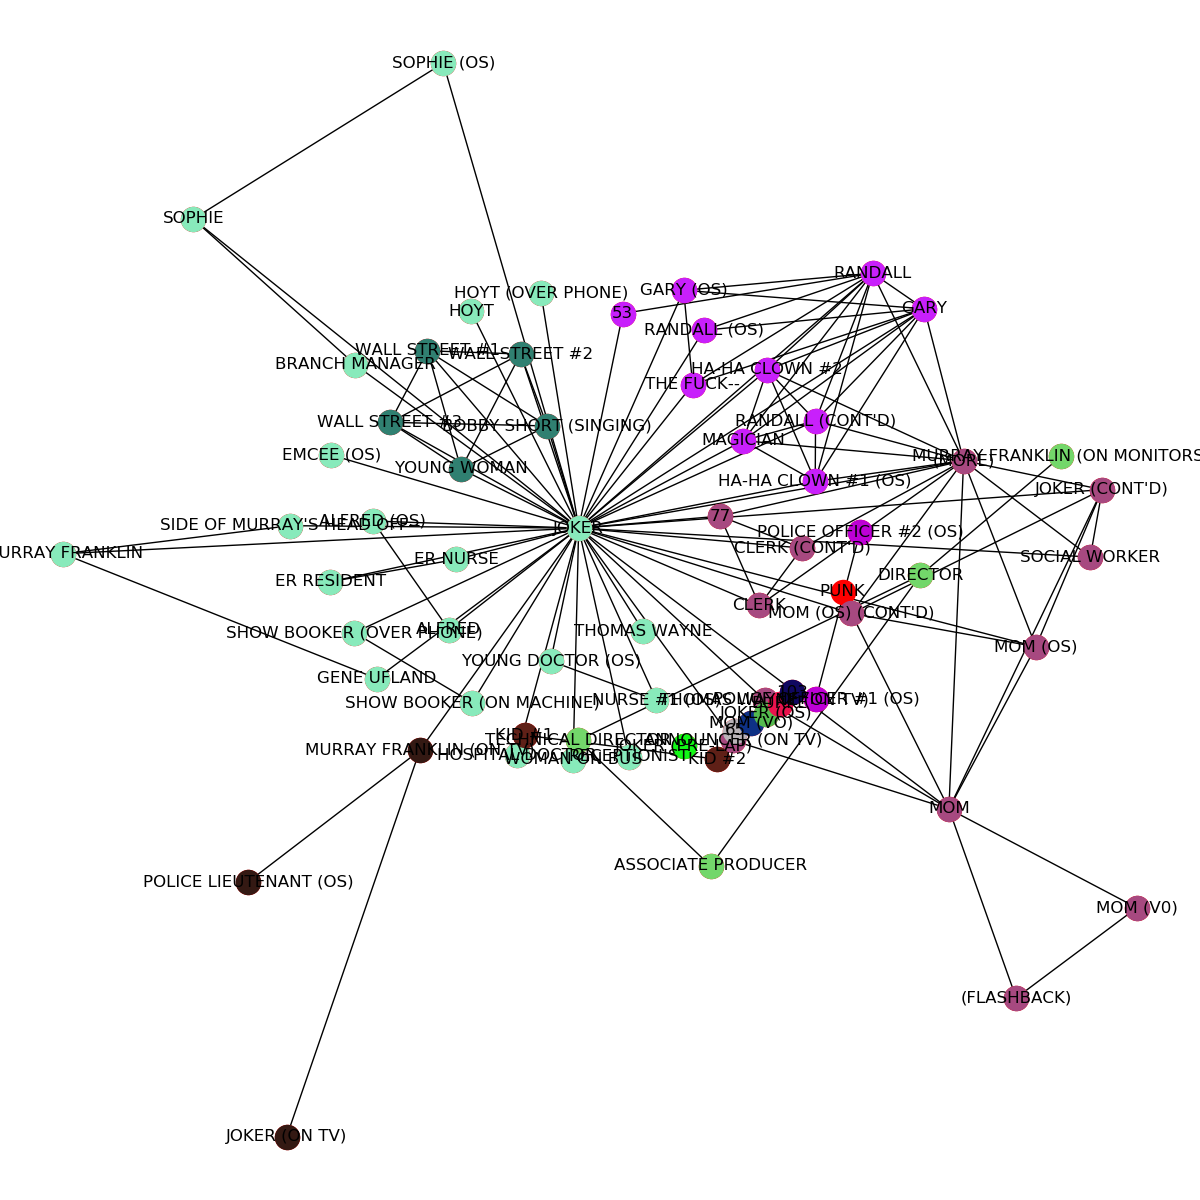 SOPHIE (OS)
SOPHIE
RANDALL
HOYT (OVER PHONE)
GARY (OS)
GARY
HOYT
53
RANDALL (OS)
WALL STREET #1
WALL STREET #2
BRANCH MANAGER
HA-HA CLOWN #2
THE FUCK--
WALL STREET #3
BOBBY SHORT (SINGING)
RANDALL (CONT'D)
MAGICIAN
EMCEE (OS)
MURRAY FRANKLIN (ON MONITORS
(MORE)
YOUNG WOMAN
HA-HA CLOWN #1 (OS)
JOKER (CONT'D)
SIDE OF MURRAY'S HEAD OFF
ALFRED (OS)
JOKER
77
POLICE OFFICER #2 (OS)
URRAY FRANKLIN
CLERK (CONT'D)
SOCIAL WORKER
ER NURSE
ER RESIDENT
DIRECTOR
PUNK
CLERK
MOM (OS) (CONT'D)
SHOW BOOKER (OVER PHONE)
ALFRED
THOMAS WAYNE
MOM (OS)
YOUNG DOCTOR (OS)
GENE UFLAND
SHOW BOOKER (ON MACHINE)
NURSE #1 (OS)
#1 (OS)
JOKER (OS)
MOM (VO)
KID #1
TECHNICAL DIRECTOR
(ON TV)
MURRAY FRANKLIN (ON TV)
HOSPITAL DOCTOR
WOMAN ON BUS
KID #2
MOM
ASSOCIATE PRODUCER
POLICE LIEUTENANT (OS)
MOM (V0)
(FLASHBACK)
JOKER (ON TV)